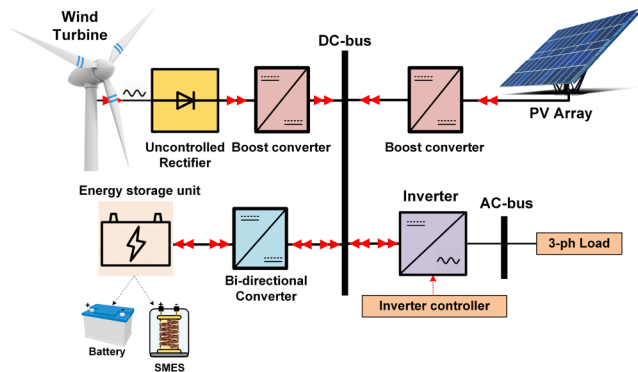 Wind
Turbine
DC-bus
PV Array
Uncontrolled
Rectifier
Boost converter
Boost converter
Energy storage unit
Inverter
AC-bus
3-ph Load
Bi-directional
Converter
Inverter controller
+
-
Battery
+
-
SMES